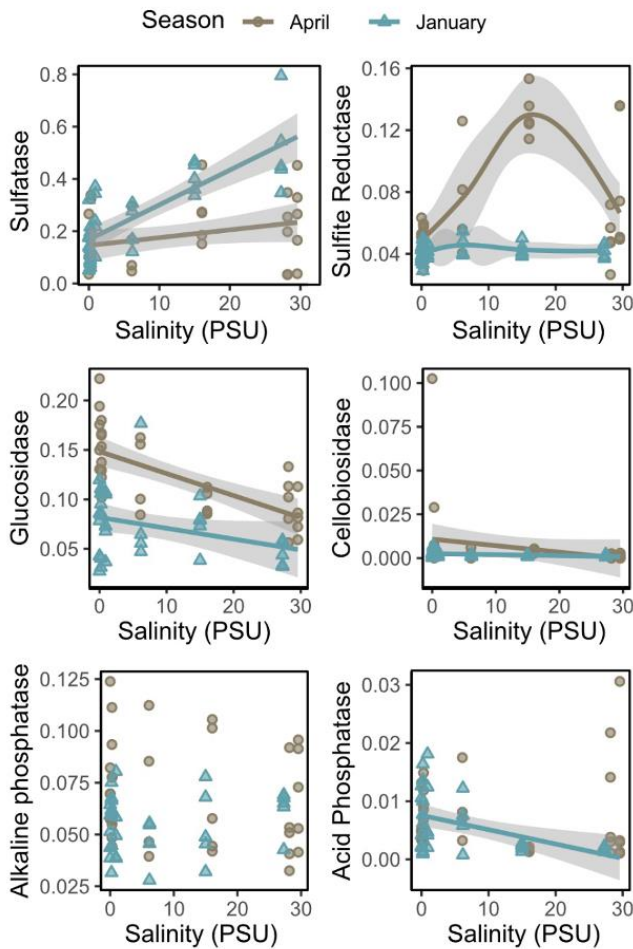 Season April January
Sulfatase
0.8
0.6
0.4
0.2
0.0
0 10 20 30
Salinity (PSU)
Sulfite Reductase
0.16
0.12
0.08
0.04
0 10 20 30
Salinity (PSU)
Glucosidase
0.20
0.15
0.10
0.05
0 10 20 30
Salinity (PSU)
Cellobiosidase
0.100
0.075
0.050
0.025
0.000
0 10 20 30
Salinity (PSU)
Alkaline phosphatase
0.125
0.100
0.075
0.050
0.025
0 10 20 30
Salinity (PSU)
Acid Phosphatase
0.03
0.02
0.01
0.00
0 10 20 30
Salinity (PSU)